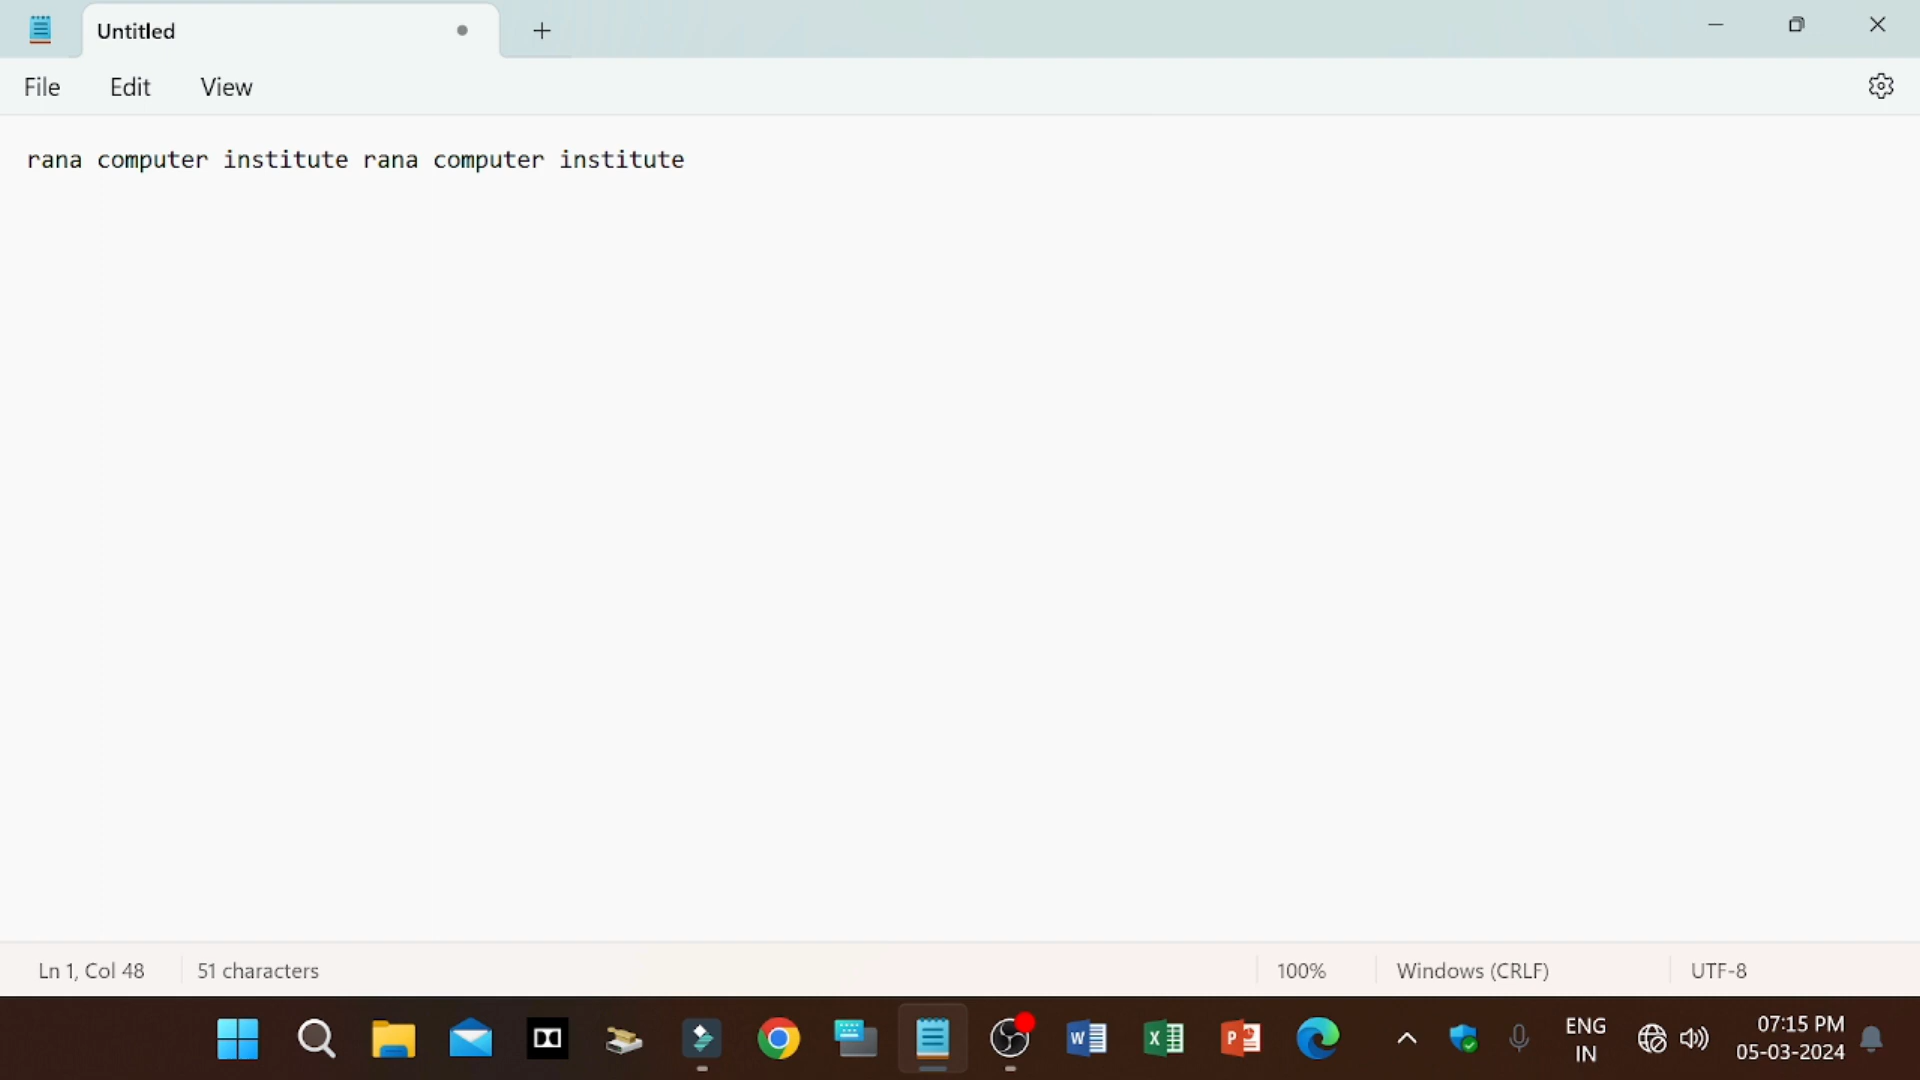 Untitled
File Edit View
rana computer institute rana computer institute
Ln 1, Col 48 51 characters 100% Windows (CRLF) UTF-8
ENG 07:15 PM
IN 05-03-2024